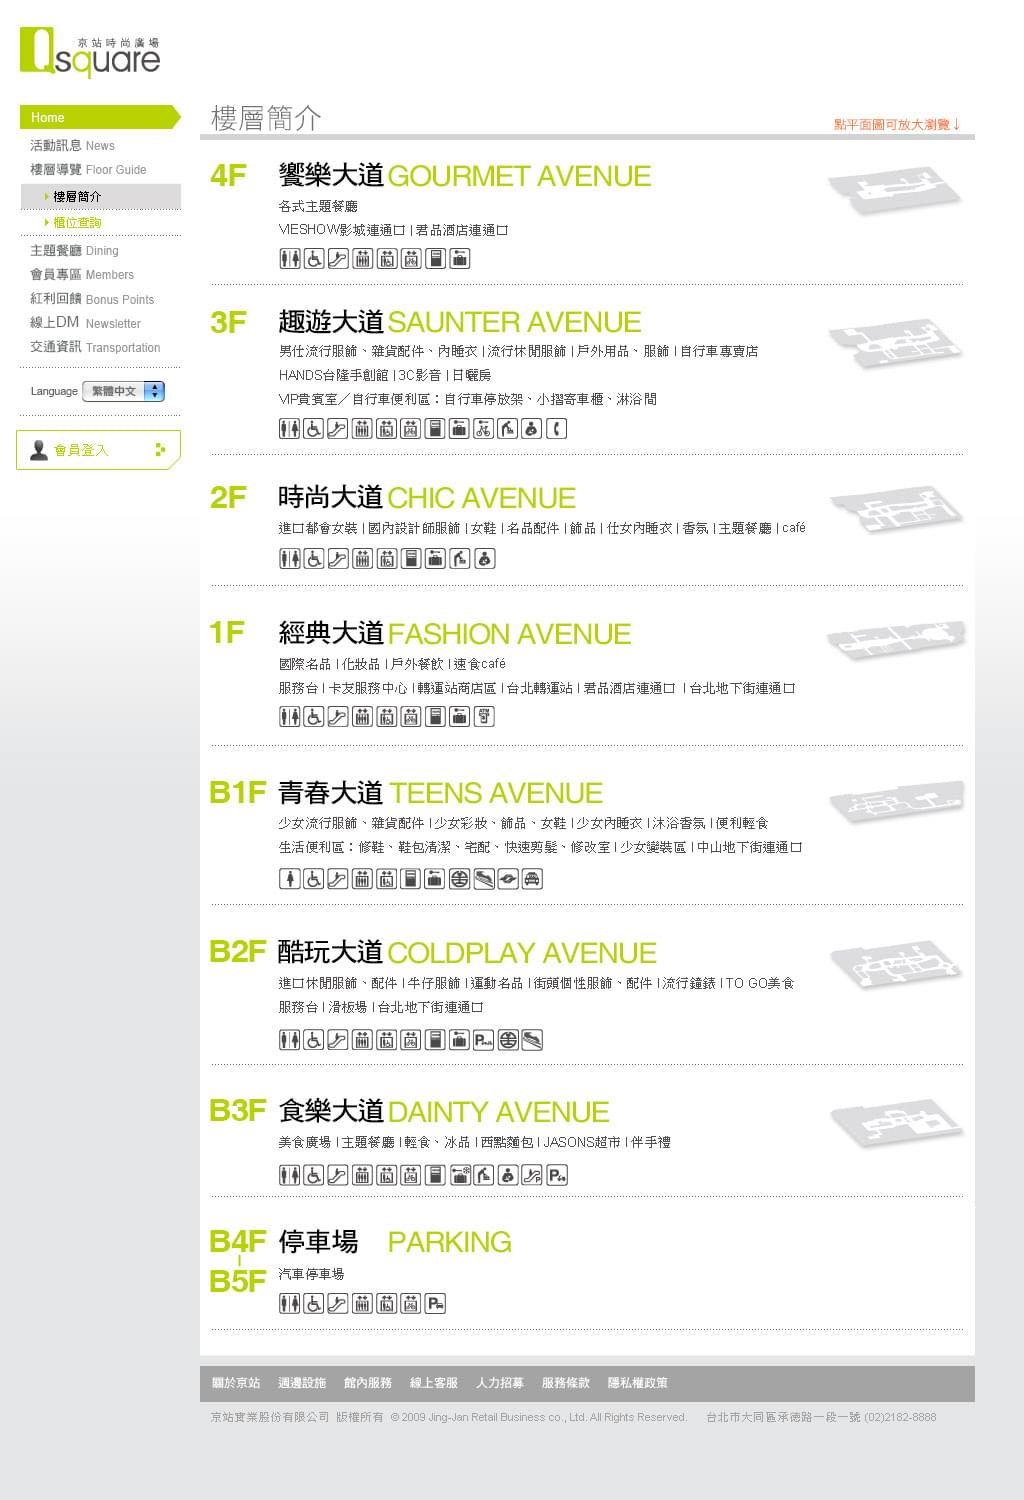 京站時尚廣場
Qsquare
Home
活動訊息 News
樓層導覽 Floor Guide
樓層簡介
櫃位查詢
主題餐廳 Dining
會員專區 Members
紅利回饋 Bonus Points
線上DM Newsletter
交通資訊 Transportation
Language 繁體中文
會員登入
樓層簡介
點平面圖可放大瀏覽↓
4F 饗樂大道 GOURMET AVENUE
各式主題餐廳
VIESHOW影城連通口 | 君品酒店連通口
3F 趣遊大道 SAUNTER AVENUE
男仕流行服飾、雜貨配件、內睡衣 | 流行休閒服飾 | 戶外用品、服飾 | 自行車專賣店
HANDS台隆手創館 | 3C影音 | 日曬房
VIP貴賓室／自行車便利區：自行車停放架、小摺寄車櫃、淋浴間
2F 時尚大道 CHIC AVENUE
進口都會女裝 | 國內設計師服飾 | 女鞋 | 名品配件 | 飾品 | 仕女內睡衣 | 香氛 | 主題餐廳 | café
1F 經典大道 FASHION AVENUE
國際名品 | 化妝品 | 戶外餐飲 | 速食café
服務台 | 卡友服務中心 | 轉運站商店區 | 台北轉運站 | 君品酒店連通口 | 台北地下街連通口
B1F 青春大道 TEENS AVENUE
少女流行服飾、雜貨配件 | 少女彩妝、飾品、女鞋 | 少女內睡衣 | 沐浴香氛 | 便利輕食
生活便利區：修鞋、鞋包清潔、宅配、快速剪髮、修改室 | 少女變裝區 | 中山地下街連通口
B2F 酷玩大道 COLDPLAY AVENUE
進口休閒服飾、配件 | 牛仔服飾 | 運動名品 | 街頭個性服飾、配件 | 流行鐘錶 | TO GO美食
服務台 | 滑板場 | 台北地下街連通口
B3F 食樂大道 DAINTY AVENUE
美食廣場 | 主題餐廳 | 輕食、冰品 | 西點麵包 | JASONS超市 | 伴手禮
B4F 停車場 PARKING
|
B5F 汽車停車場
關於京站 週邊設施 館內服務 線上客服 人力招募 服務條款 隱私權政策
京站實業股份有限公司 版權所有 © 2009 Jing-Jan Retail Business co., Ltd. All Rights Reserved. 台北市大同區承德路一段一號 (02)2182-8888